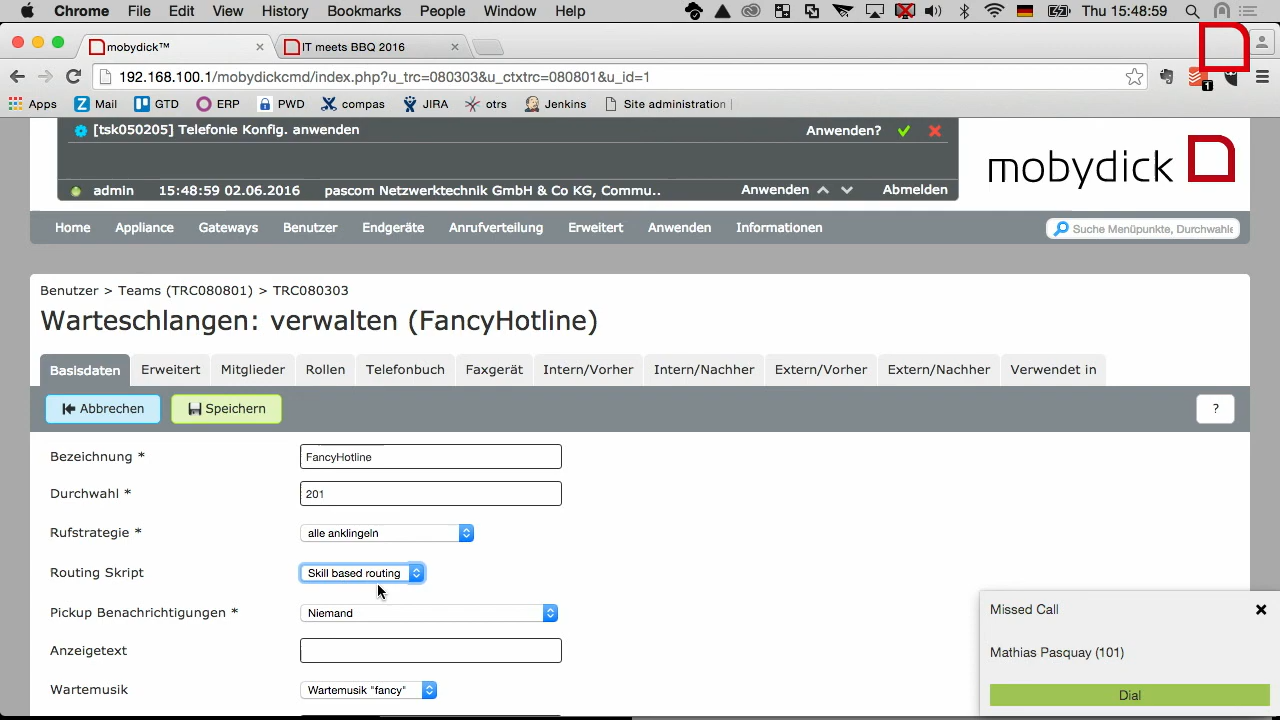 Chrome File Edit View History Bookmarks People Window Help Thu 15:48:59
mobydick™ IT meets BBQ 2016
192.168.100.1/mobydickcmd/index.php?u_trc=080303&u_ctxtrc=080801&u_id=1 1
Apps Mail GTD ERP PWD compas JIRA otrs Jenkins Site administration
[tsk050205] Telefonie Konfig. anwenden Anwenden?
mobydick
admin 15:48:59 02.06.2016 pascom Netzwerktechnik GmbH & Co KG, Commu.. Anwenden Abmelden
Home Appliance Gateways Benutzer Endgeräte Anrufverteilung Erweitert Anwenden Informationen Suche Menüpunkte, Durchwahle
Benutzer > Teams (TRC080801) > TRC080303
Warteschlangen: verwalten (FancyHotline)
Basisdaten Erweitert Mitglieder Rollen Telefonbuch Faxgerät Intern/Vorher Intern/Nachher Extern/Vorher Extern/Nachher Verwendet in
Abbrechen Speichern ?
Bezeichnung * FancyHotline
Durchwahl * 201
Rufstrategie * alle anklingeln
Routing Skript Skill based routing
Pickup Benachrichtigungen * Niemand
Anzeigetext
Wartemusik Wartemusik "fancy"
Missed Call
Mathias Pasquay (101)
Dial